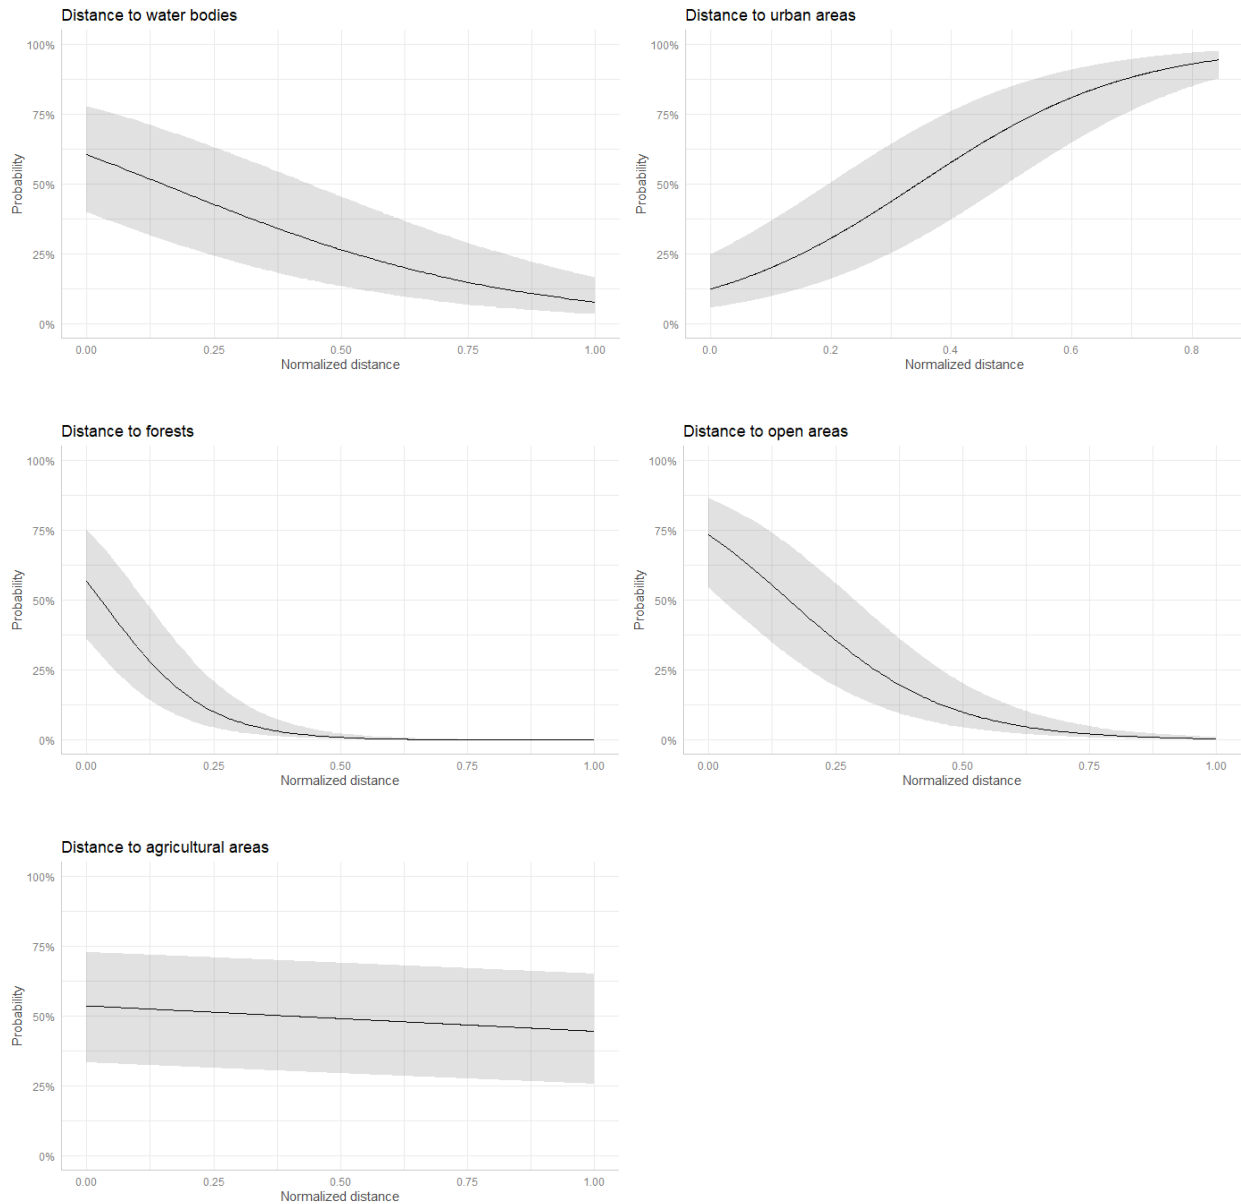 Distance to water bodies
100%
75%
50%
25%
0%
Probability
0.00 0.25 0.50 0.75 1.00
Normalized distance
Distance to urban areas
100%
75%
50%
25%
0%
Probability
0.0 0.2 0.4 0.6 0.8
Normalized distance
Distance to forests
100%
75%
50%
25%
0%
Probability
0.00 0.25 0.50 0.75 1.00
Normalized distance
Distance to open areas
100%
75%
50%
25%
0%
Probability
0.00 0.25 0.50 0.75 1.00
Normalized distance
Distance to agricultural areas
100%
75%
50%
25%
0%
Probability
0.00 0.25 0.50 0.75 1.00
Normalized distance